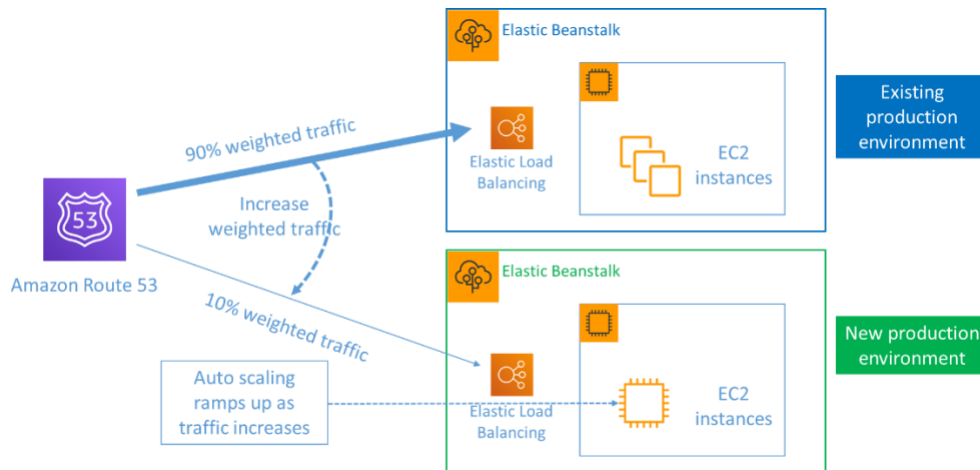 Elastic Beanstalk
Existing
production
environment
90% weighted traffic
Elastic Load
Balancing
EC2
instances
53
Increase
weighted traffic
Amazon Route 53
Elastic Beanstalk
10% weighted traffic
New production
environment
Auto scaling
ramps up as
traffic increases
Elastic Load
Balancing
EC2
instances